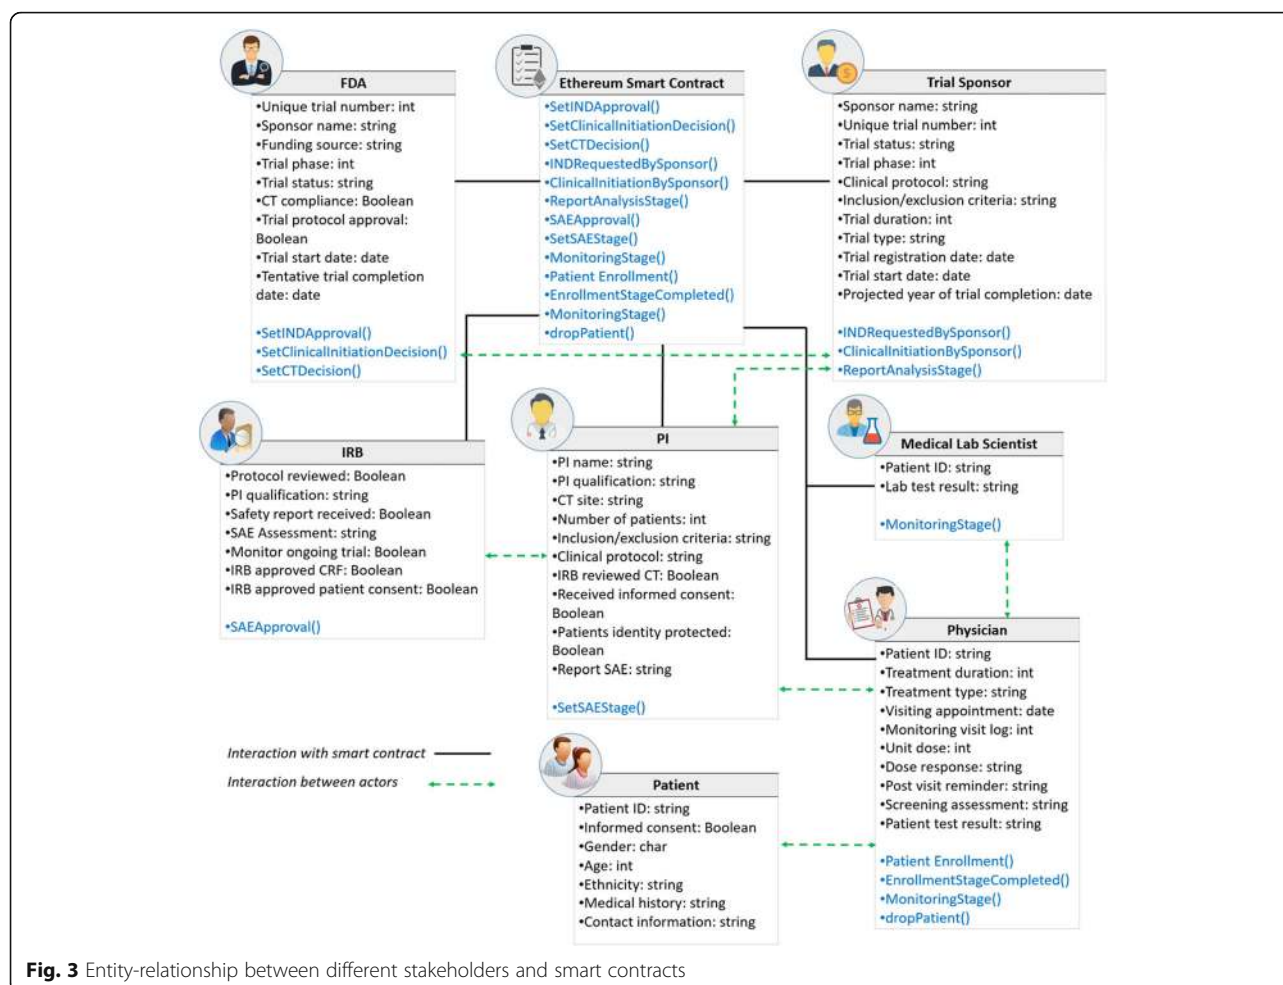 FDA
•Unique trial number: int
•Sponsor name: string
•Funding source: string
•Trial phase: int
•Trial status: string
•CT compliance: Boolean
•Trial protocol approval:
Boolean
•Trial start date: date
•Tentative trial completion
date: date
•SetINDApproval()
•SetClinicalInitiationDecision()
•SetCTDecision()
Ethereum Smart Contract
•SetINDApproval()
•SetClinicalInitiationDecision()
•SetCTDecision()
•INDRequestedBySponsor()
•ClinicalInitiationBySponsor()
•ReportAnalysisStage()
•SAEApproval()
•SetSAEStage()
•MonitoringStage()
•Patient Enrollment()
•EnrollmentStageCompleted()
•MonitoringStage()
•dropPatient()
Trial Sponsor
•Sponsor name: string
•Unique trial number: int
•Trial status: string
•Trial phase: int
•Clinical protocol: string
•Inclusion/exclusion criteria: string
•Trial duration: int
•Trial type: string
•Trial registration date: date
•Trial start date: date
•Projected year of trial completion: date
•INDRequestedBySponsor()
•ClinicalInitiationBySponsor()
•ReportAnalysisStage()
IRB
•Protocol reviewed: Boolean
•PI qualification: string
•Safety report received: Boolean
•SAE Assessment: string
•Monitor ongoing trial: Boolean
•IRB approved CRF: Boolean
•IRB approved patient consent: Boolean
•SAEApproval()
PI
•PI name: string
•PI qualification: string
•CT site: string
•Number of patients: int
•Inclusion/exclusion criteria: string
•Clinical protocol: string
•IRB reviewed CT: Boolean
•Received informed consent:
Boolean
•Patients identity protected:
Boolean
•Report SAE: string
•SetSAEStage()
Medical Lab Scientist
•Patient ID: string
•Lab test result: string
•MonitoringStage()
Physician
•Patient ID: string
•Treatment duration: int
•Treatment type: string
•Visiting appointment: date
•Monitoring visit log: int
•Unit dose: int
•Dose response: string
•Post visit reminder: string
•Screening assessment: string
•Patient test result: string
•Patient Enrollment()
•EnrollmentStageCompleted()
•MonitoringStage()
•dropPatient()
Interaction with smart contract
Interaction between actors
Patient
•Patient ID: string
•Informed consent: Boolean
•Gender: char
•Age: int
•Ethnicity: string
•Medical history: string
•Contact information: string
Fig. 3 Entity-relationship between different stakeholders and smart contracts